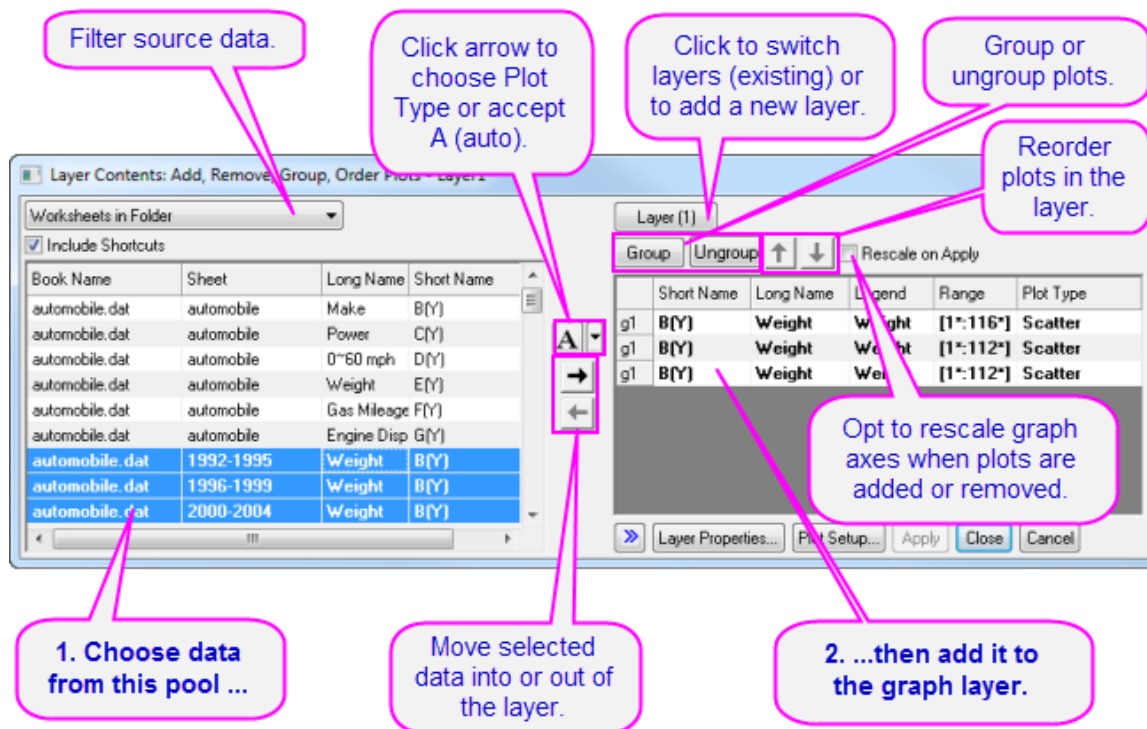 Filter source data.
Click arrow to
choose Plot
Type or accept
A (auto).
Click to switch
layers (existing) or
to add a new layer.
Group or
ungroup plots.
Reorder
plots in the
layer.
Layer Contents: Add, Remove, Group, Order Plots - Layer1
Worksheets in Folder
Include Shortcuts
Book Name Sheet Long Name Short Name
automobile.dat automobile Make B(Y)
automobile.dat automobile Power C(Y)
automobile.dat automobile 0~60 mph D(Y)
automobile.dat automobile Weight E(Y)
automobile.dat automobile Gas Mileage F(Y)
automobile.dat automobile Engine Disp G(Y)
automobile.dat 1992-1995 Weight B(Y)
automobile.dat 1996-1999 Weight B(Y)
automobile.dat 2000-2004 Weight B(Y)
A
Layer (1)
Group Ungroup Rescale on Apply
Short Name Long Name Legend Range Plot Type
g1 B(Y) Weight Weight [1*:116*] Scatter
g1 B(Y) Weight Weight [1*:112*] Scatter
g1 B(Y) Weight Wei [1*:112*] Scatter
Opt to rescale graph
axes when plots are
added or removed.
Layer Properties... Plot Setup... Apply Close Cancel
1. Choose data
from this pool ...
Move selected
data into or out of
the layer.
2. ...then add it to
the graph layer.